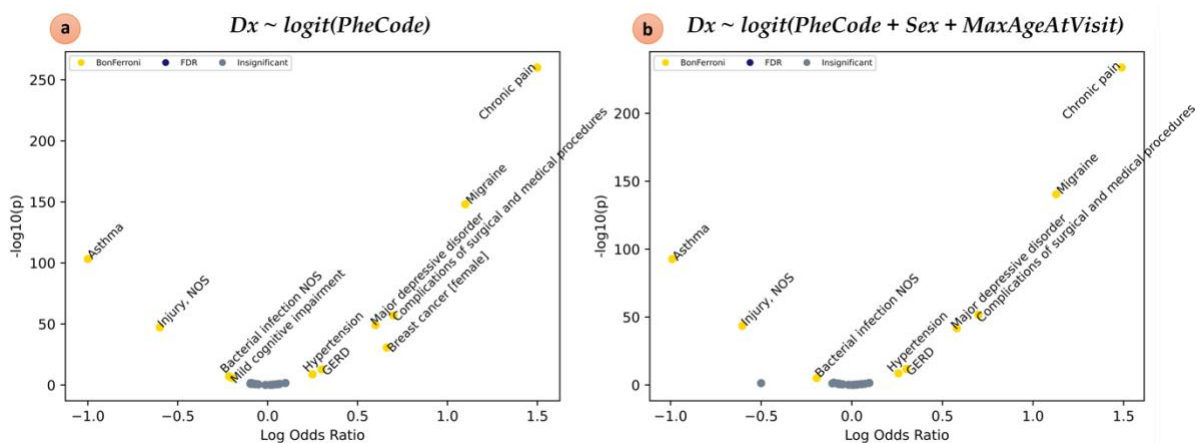 a
Dx ~ logit(PheCode)
BonFerroni
FDR
Insignificant
250
200
150
100
50
0
-log10(p)
Chronic pain
Migraine
Asthma
Injury, NOS
Bacterial infection NOS
Mild cognitive impairment
Hypertension
GERD
Major depressive disorder
Complications of surgical and medical procedures
Breast cancer [female]
−1.0
−0.5
0.0
0.5
1.0
1.5
Log Odds Ratio
b
Dx ~ logit(PheCode + Sex + MaxAgeAtVisit)
BonFerroni
FDR
Insignificant
200
150
100
50
0
-log10(p)
Chronic pain
Migraine
Asthma
Injury, NOS
Bacterial infection NOS
Hypertension
GERD
Major depressive disorder
Complications of surgical and medical procedures
−1.0
−0.5
0.0
0.5
1.0
1.5
Log Odds Ratio